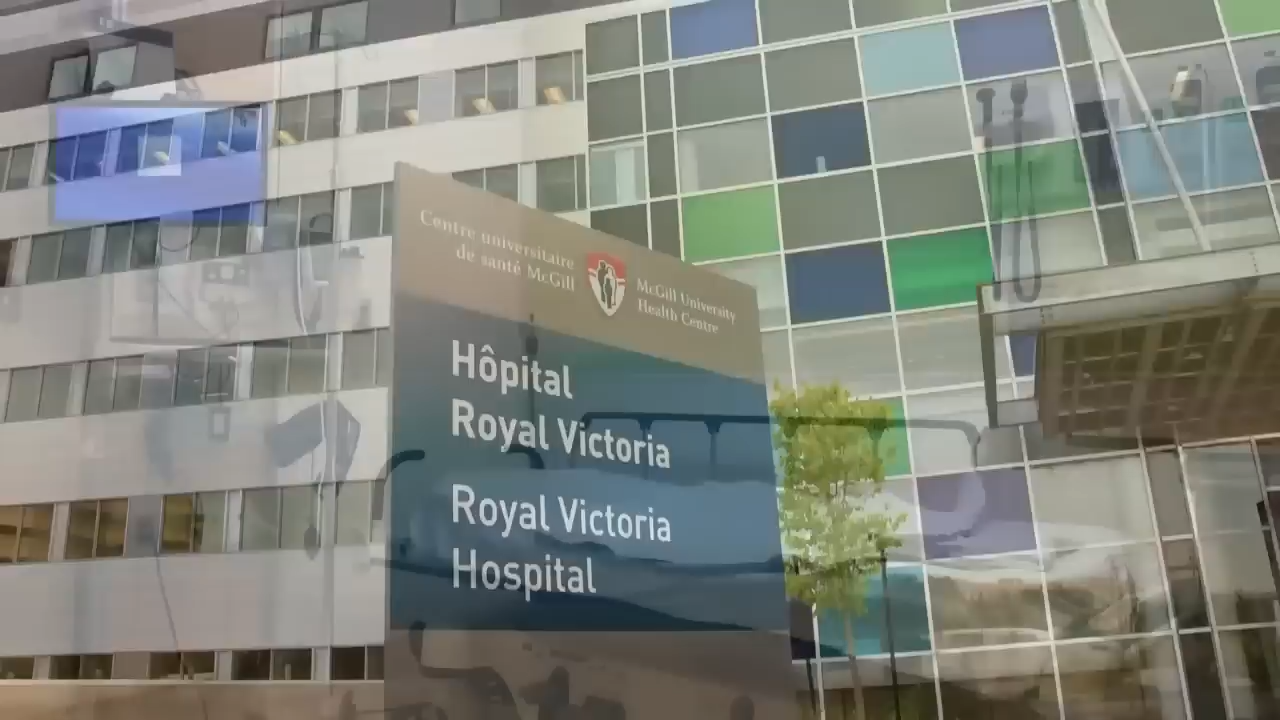 Centre universitaire
de santé McGill
McGill University
Health Centre
Hôpital
Royal Victoria
Royal Victoria
Hospital